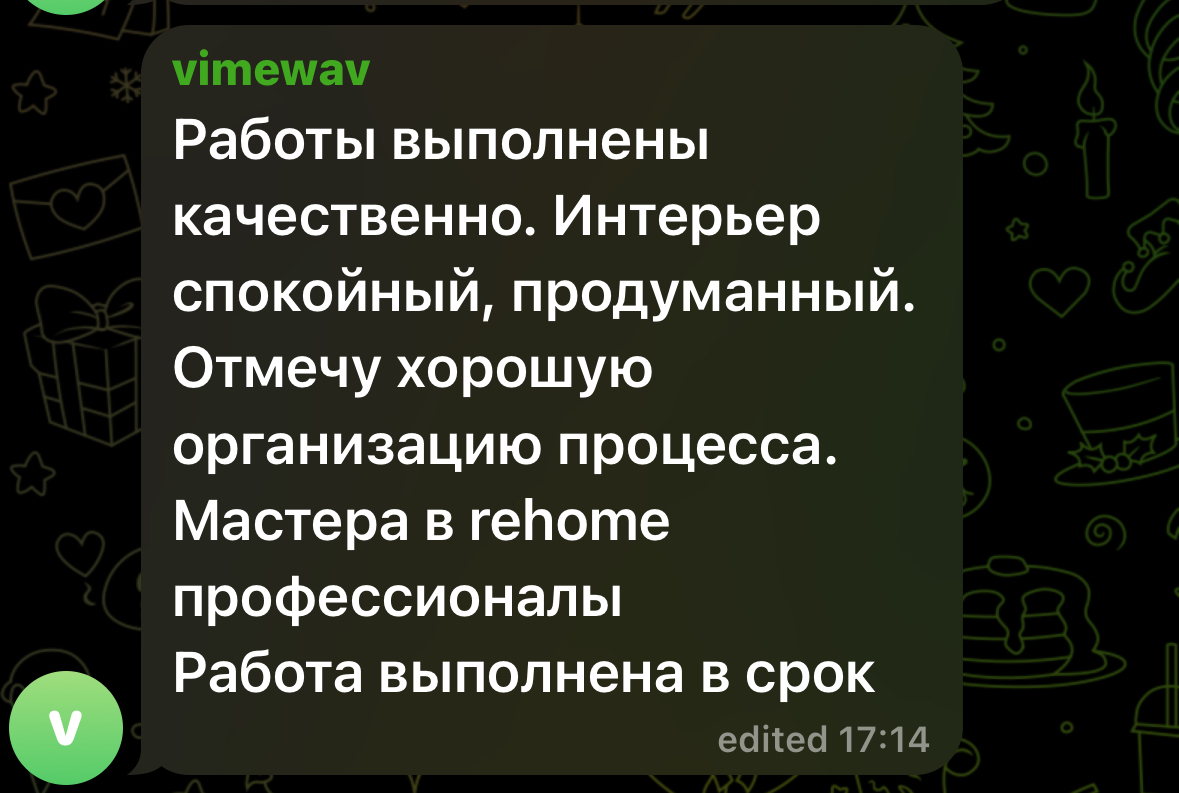 vimewav
Работы выполнены
качественно. Интерьер
спокойный, продуманный.
Отмечу хорошую
организацию процесса.
Мастера в rehome
профессионалы
Работа выполнена в срок
edited 17:14
v